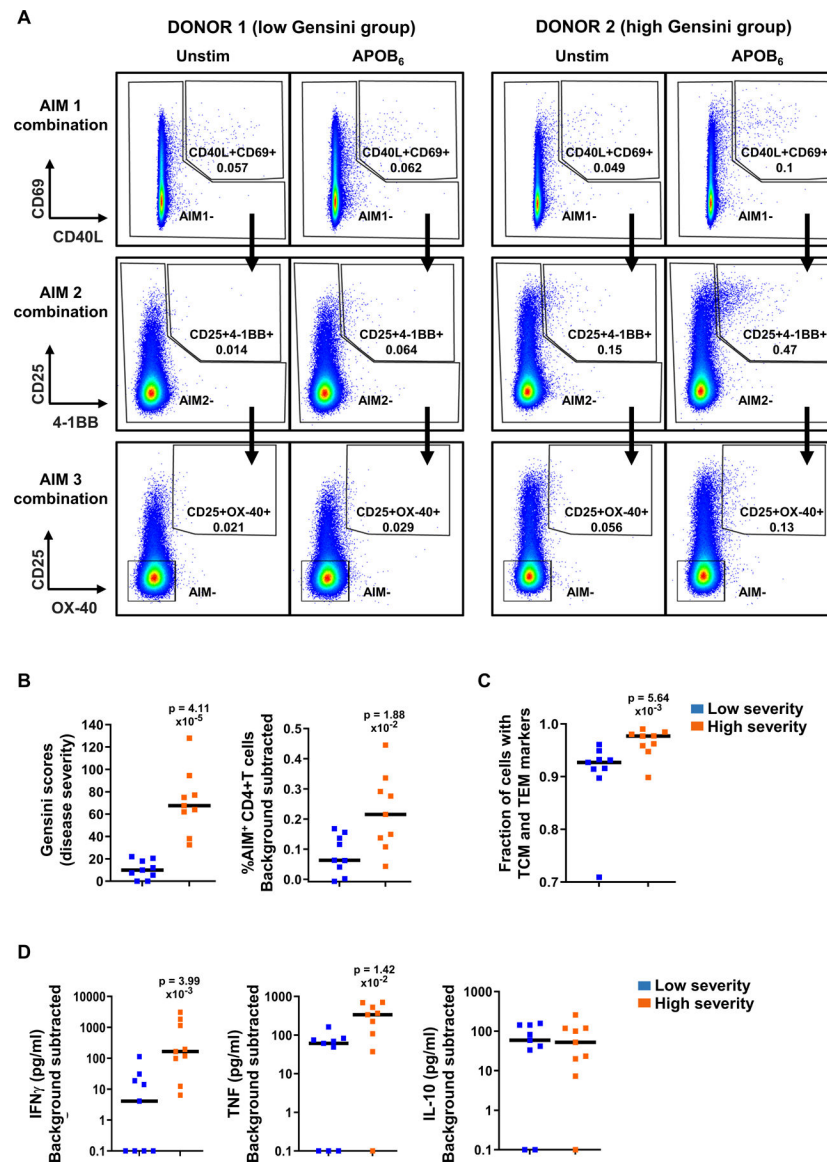 A
DONOR 1 (low Gensini group)
DONOR 2 (high Gensini group)
Unstim
APOB6
Unstim
APOB6
AIM 1
combination
CD69
CD40L
CD40L+CD69+
0.057
AIM1-
CD40L+CD69+
0.062
AIM1-
CD40L+CD69+
0.049
AIM1-
CD40L+CD69+
0.1
AIM1-
AIM 2
combination
CD25
4-1BB
CD25+4-1BB+
0.014
AIM2-
CD25+4-1BB+
0.064
AIM2-
CD25+4-1BB+
0.15
AIM2-
CD25+4-1BB+
0.47
AIM2-
AIM 3
combination
CD25
OX-40
CD25+OX-40+
0.021
AIM-
CD25+OX-40+
0.029
AIM-
CD25+OX-40+
0.056
AIM-
CD25+OX-40+
0.13
AIM-
B
p = 4.11
x10-5
Gensini scores
(disease severity)
140
120
100
80
60
40
20
0
p = 1.88
x10-2
%AIM+ CD4+T cells
Background subtracted
0.5
0.4
0.3
0.2
0.1
0.0
C
p = 5.64
x10-3
Fraction of cells with
TCM and TEM markers
1.0
0.9
0.8
0.7
Low severity
High severity
D
p = 3.99
x10-3
IFNγ (pg/ml)
Background subtracted
10000
1000
100
10
1
0.1
p = 1.42
x10-2
TNF (pg/ml)
Background subtracted
1000
100
10
1
0.1
IL-10 (pg/ml)
Background subtracted
1000
100
10
1
0.1
Low severity
High severity